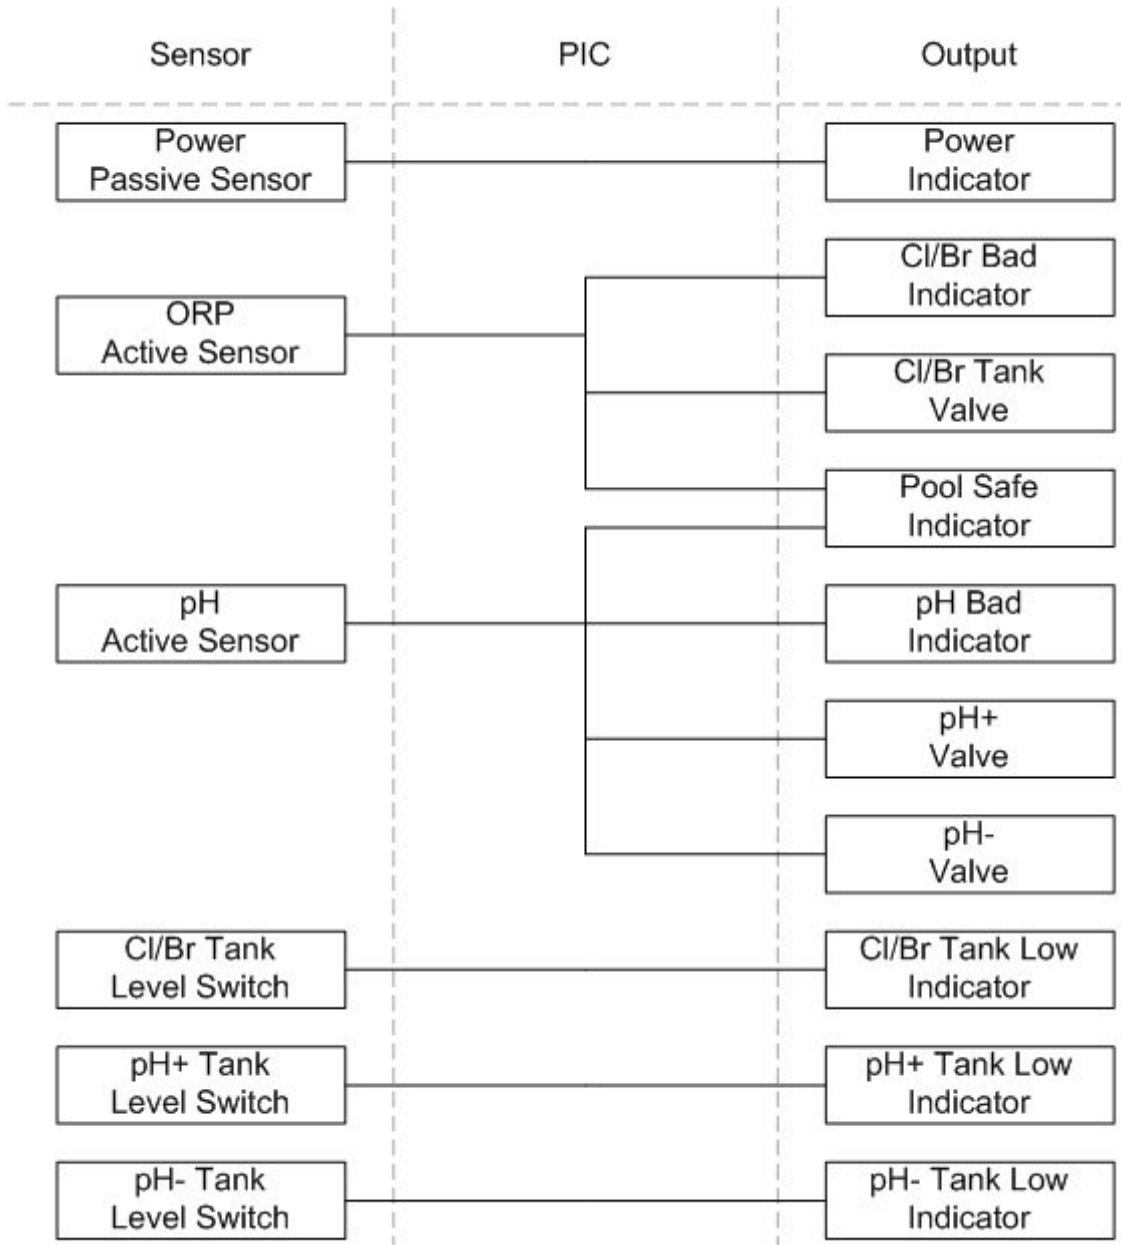 Sensor
PIC
Output
Power
Passive Sensor
Power
Indicator
Cl/Br Bad
Indicator
ORP
Active Sensor
Cl/Br Tank
Valve
Pool Safe
Indicator
pH
Active Sensor
pH Bad
Indicator
pH+
Valve
pH-
Valve
Cl/Br Tank
Level Switch
Cl/Br Tank Low
Indicator
pH+ Tank
Level Switch
pH+ Tank Low
Indicator
pH- Tank
Level Switch
pH- Tank Low
Indicator